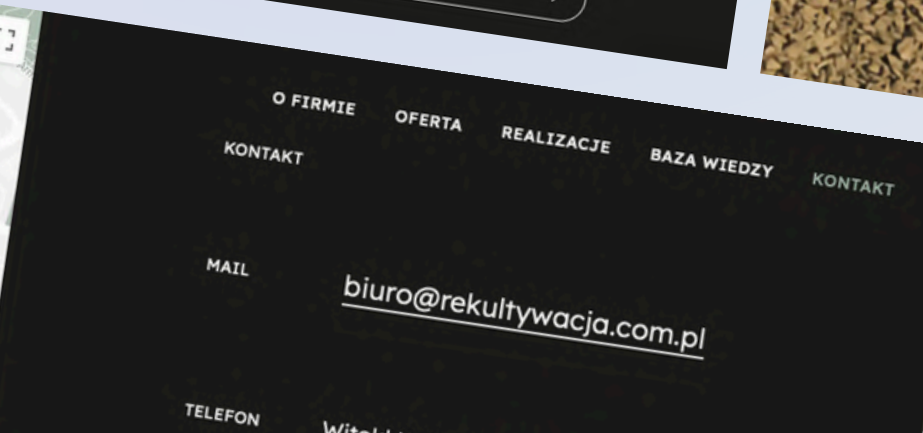 O FIRMIE OFERTA REALIZACJE BAZA WIEDZY KONTAKT
KONTAKT
MAIL
biuro@rekultywacja.com.pl
TELEFON